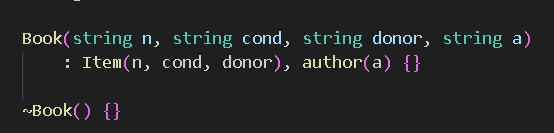 Book(string n, string cond, string donor, string a)
: Item(n, cond, donor), author(a) {}
~Book() {}